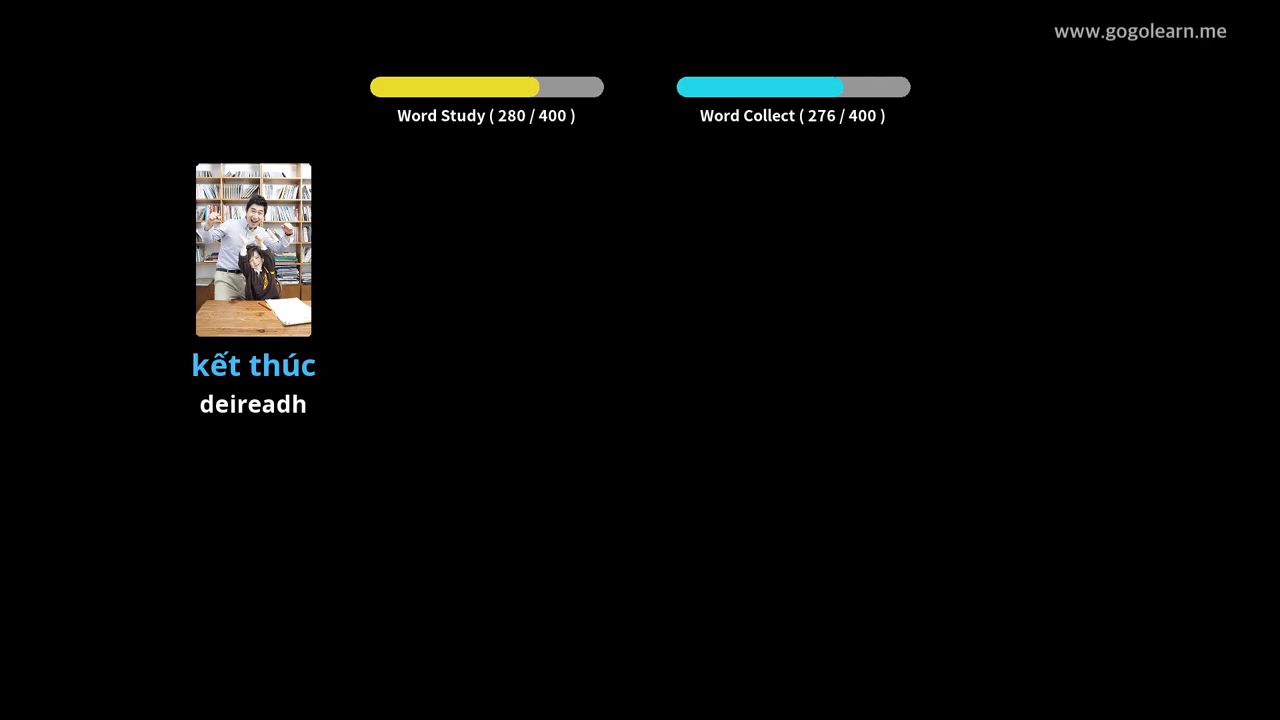 www.gogolearn.me
Word Study ( 280 / 400 )
Word Collect ( 276 / 400 )
kết thúc
deireadh